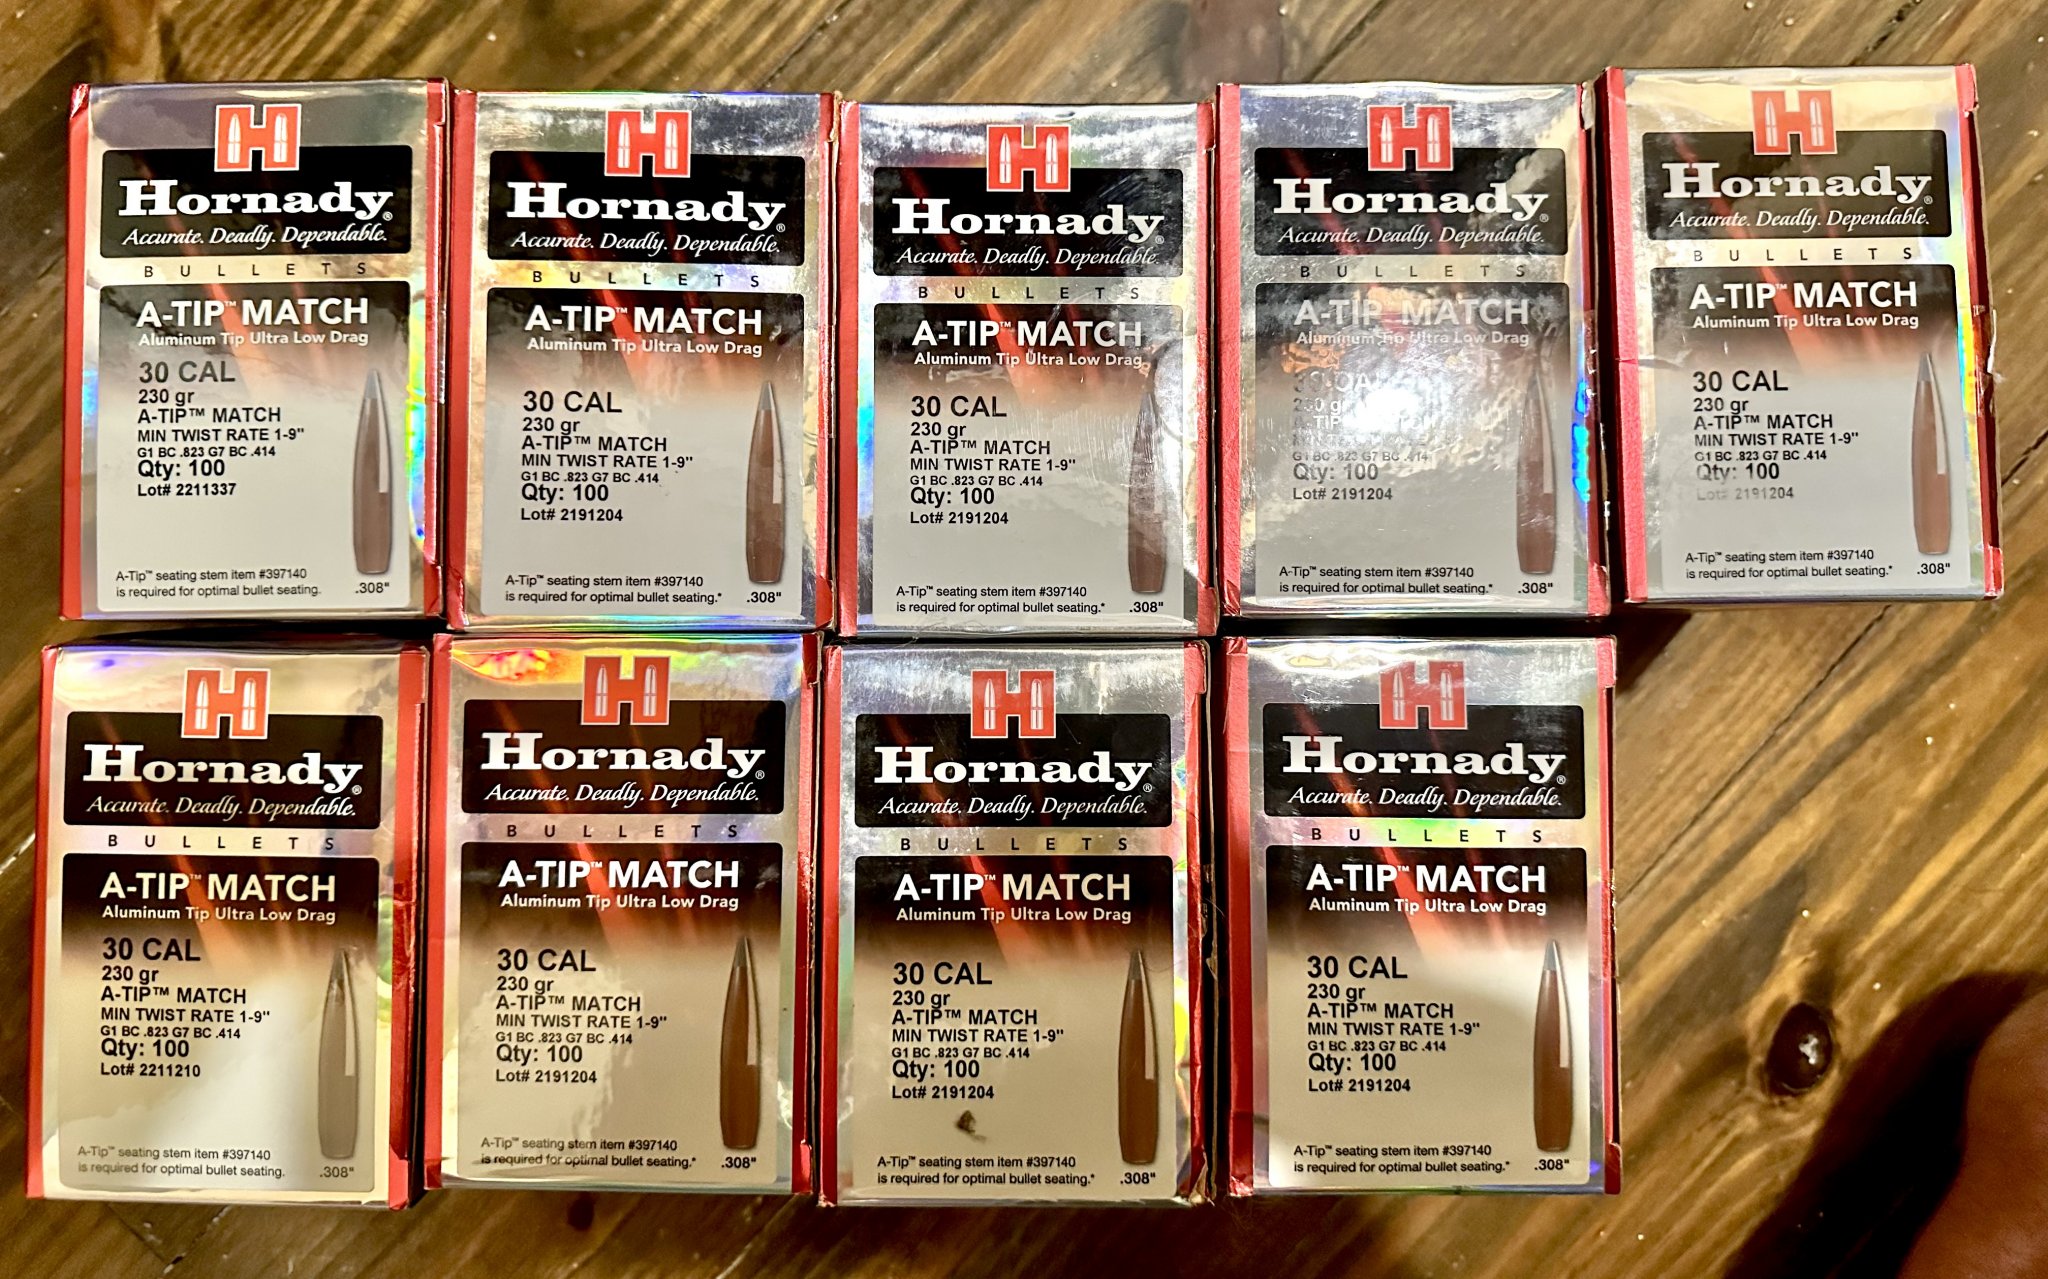 Hornady®
Accurate. Deadly. Dependable.
BULLETS
A-TIP™ MATCH
Aluminum Tip Ultra Low Drag
30 CAL
230 gr
A-TIP™ MATCH
MIN TWIST RATE 1-9"
G1 BC .823 G7 BC .414
Qty: 100
Lot# 2211337
A-Tip™ seating stem item #397140
is required for optimal bullet seating.
.308"
Hornady®
Accurate. Deadly. Dependable.
BULLETS
A-TIP™ MATCH
Aluminum Tip Ultra Low Drag
30 CAL
230 gr
A-TIP™ MATCH
MIN TWIST RATE 1-9"
G1 BC .823 G7 BC .414
Qty: 100
Lot# 2191204
A-Tip™ seating stem item #397140
is required for optimal bullet seating.*
.308"
Hornady®
Accurate. Deadly. Dependable.
BULLETS
A-TIP™ MATCH
Aluminum Tip Ultra Low Drag
30 CAL
230 gr
A-TIP™ MATCH
MIN TWIST RATE 1-9"
G1 BC .823 G7 BC .414
Qty: 100
Lot# 2191204
A-Tip™ seating stem item #397140
is required for optimal bullet seating.*
.308"
Hornady®
Accurate. Deadly. Dependable.
BULLETS
A-TIP™ MATCH
Aluminum Tip Ultra Low Drag
G1 BC .823 G7 BC .414
Qty: 100
Lot# 2191204
A-Tip™ seating stem item #397140
is required for optimal bullet seating.*
.308"
Hornady®
Accurate. Deadly. Dependable.
BULLETS
A-TIP™ MATCH
Aluminum Tip Ultra Low Drag
30 CAL
230 gr
A-TIP™ MATCH
MIN TWIST RATE 1-9"
G1 BC .823 G7 BC .414
Qty: 100
Lot# 2191204
A-Tip™ seating stem item #397140
is required for optimal bullet seating.*
.308"
Hornady®
Accurate. Deadly. Dependable.
BULLETS
A-TIP™ MATCH
Aluminum Tip Ultra Low Drag
30 CAL
230 gr
A-TIP™ MATCH
MIN TWIST RATE 1-9"
G1 BC .823 G7 BC .414
Qty: 100
Lot# 2211210
A-Tip™ seating stem item #397140
is required for optimal bullet seating.
.308"
Hornady®
Accurate. Deadly. Dependable.
BULLETS
A-TIP™ MATCH
Aluminum Tip Ultra Low Drag
30 CAL
230 gr
A-TIP™ MATCH
MIN TWIST RATE 1-9"
G1 BC .823 G7 BC .414
Qty: 100
Lot# 2191204
A-Tip™ seating stem item #397140
is required for optimal bullet seating.*
.308"
Hornady®
Accurate. Deadly. Dependable.
BULLETS
A-TIP™ MATCH
Aluminum Tip Ultra Low Drag
30 CAL
230 gr
A-TIP™ MATCH
MIN TWIST RATE 1-9"
G1 BC .823 G7 BC .414
Qty: 100
Lot# 2191204
A-Tip™ seating stem item #397140
is required for optimal bullet seating.*
.308"
Hornady®
Accurate. Deadly. Dependable.
BULLETS
A-TIP™ MATCH
Aluminum Tip Ultra Low Drag
30 CAL
230 gr
A-TIP™ MATCH
MIN TWIST RATE 1-9"
G1 BC .823 G7 BC .414
Qty: 100
Lot# 2191204
A-Tip™ seating stem item #397140
is required for optimal bullet seating.*
.308"